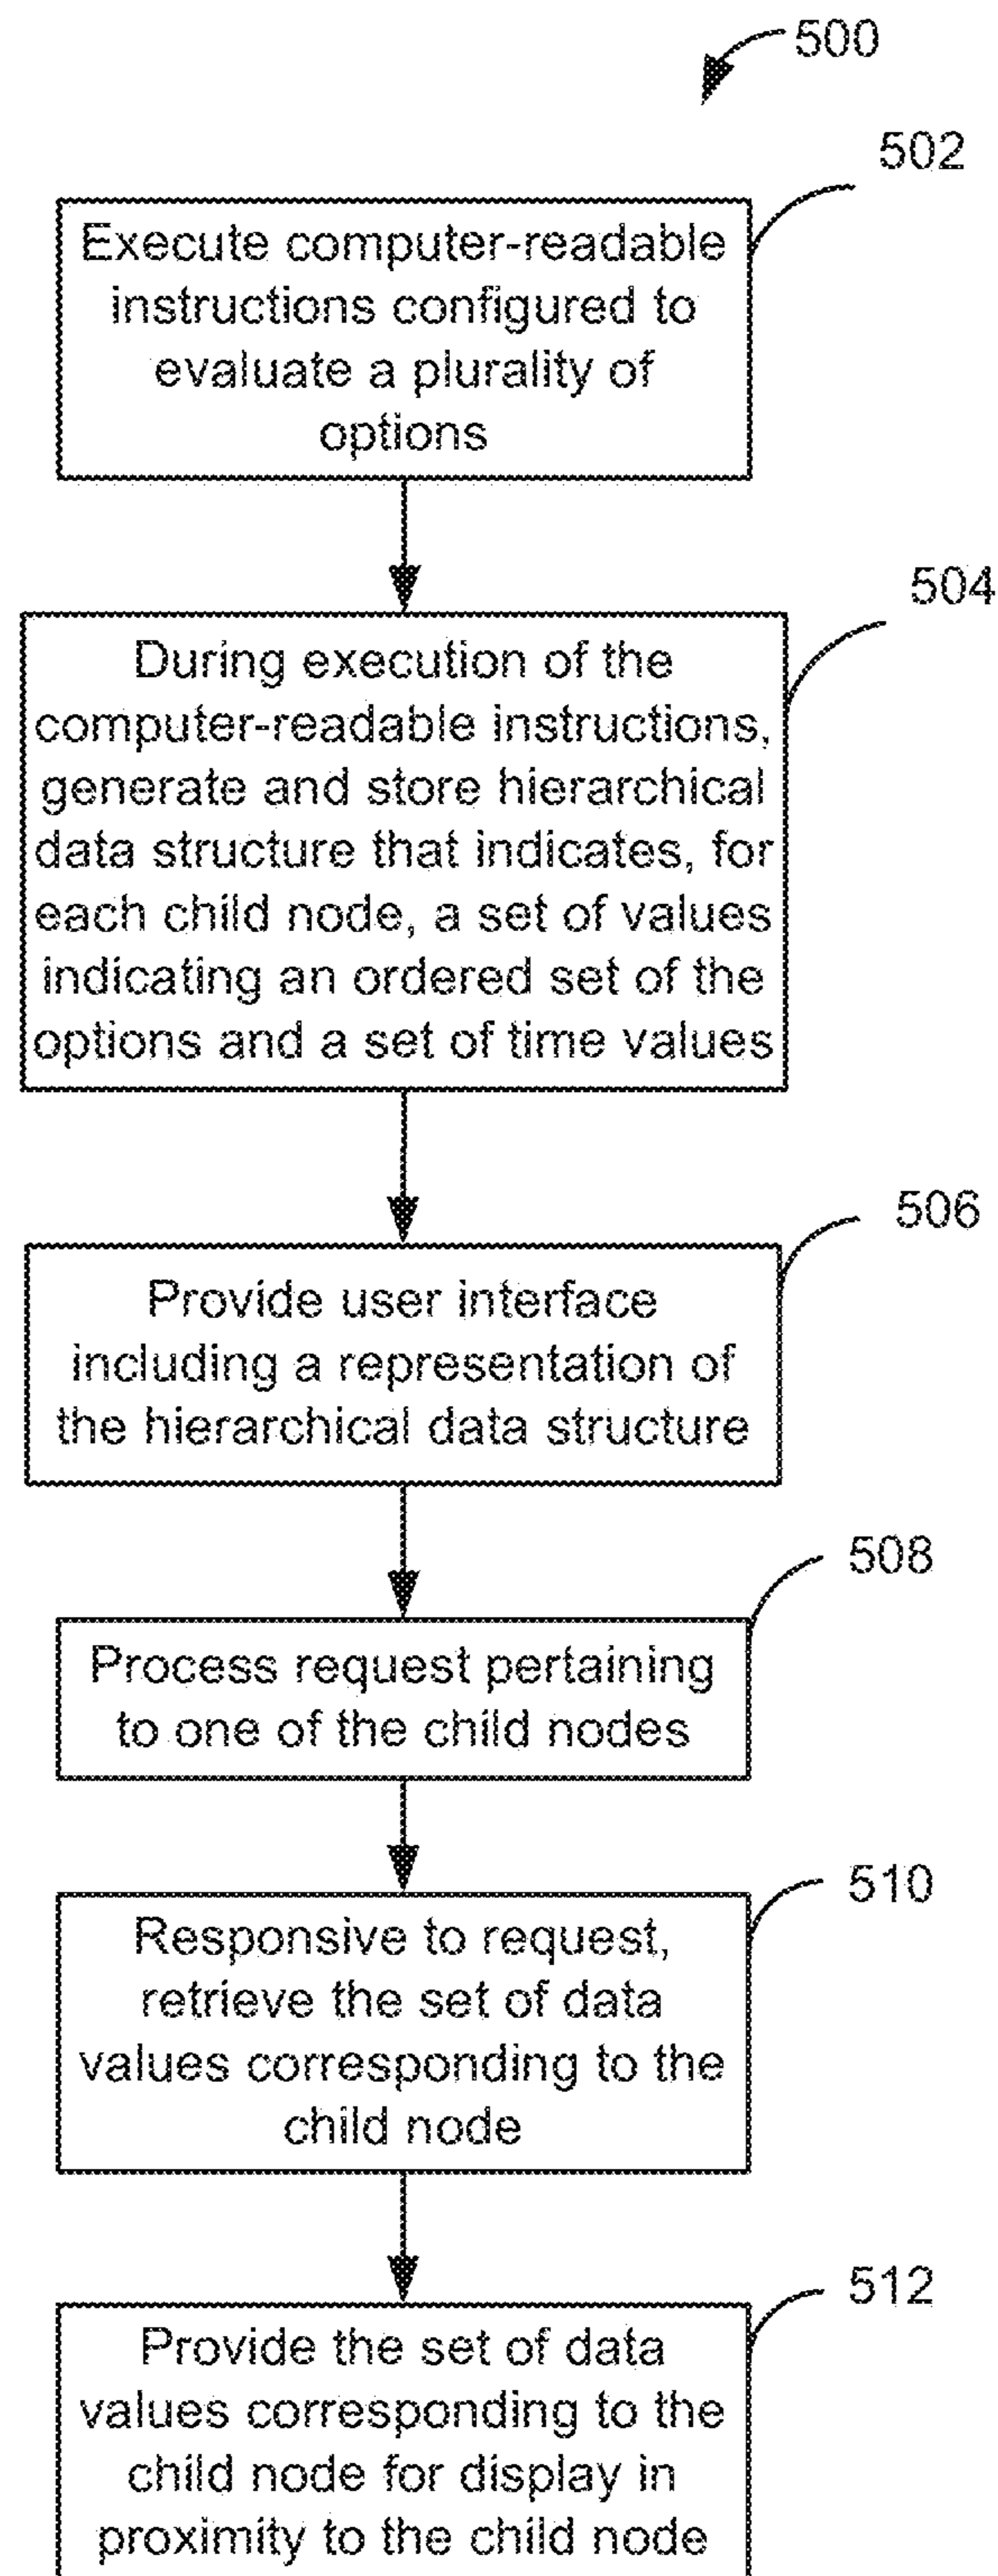 500
502
Execute computer-readable
instructions configured to
evaluate a plurality of
options
504
During execution of the
computer-readable instructions,
generate and store hierarchical
data structure that indicates, for
each child node, a set of values
indicating an ordered set of the
options and a set of time values
506
Provide user interface
including a representation of
the hierarchical data structure
508
Process request pertaining
to one of the child nodes
510
Responsive to request,
retrieve the set of data
values corresponding to the
child node
512
Provide the set of data
values corresponding to the
child node for display in
proximity to the child node